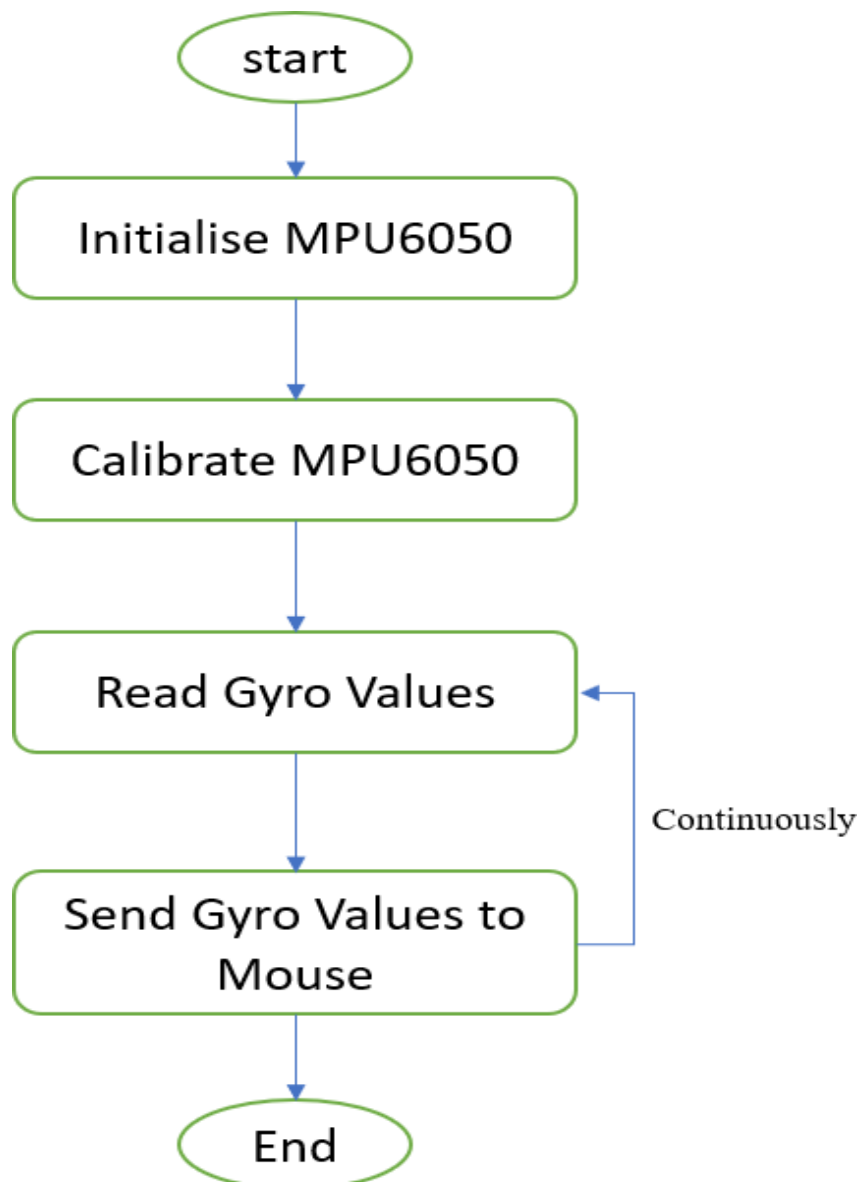 start
Initialise MPU6050
Calibrate MPU6050
Read Gyro Values
Continuously
Send Gyro Values to
Mouse
End